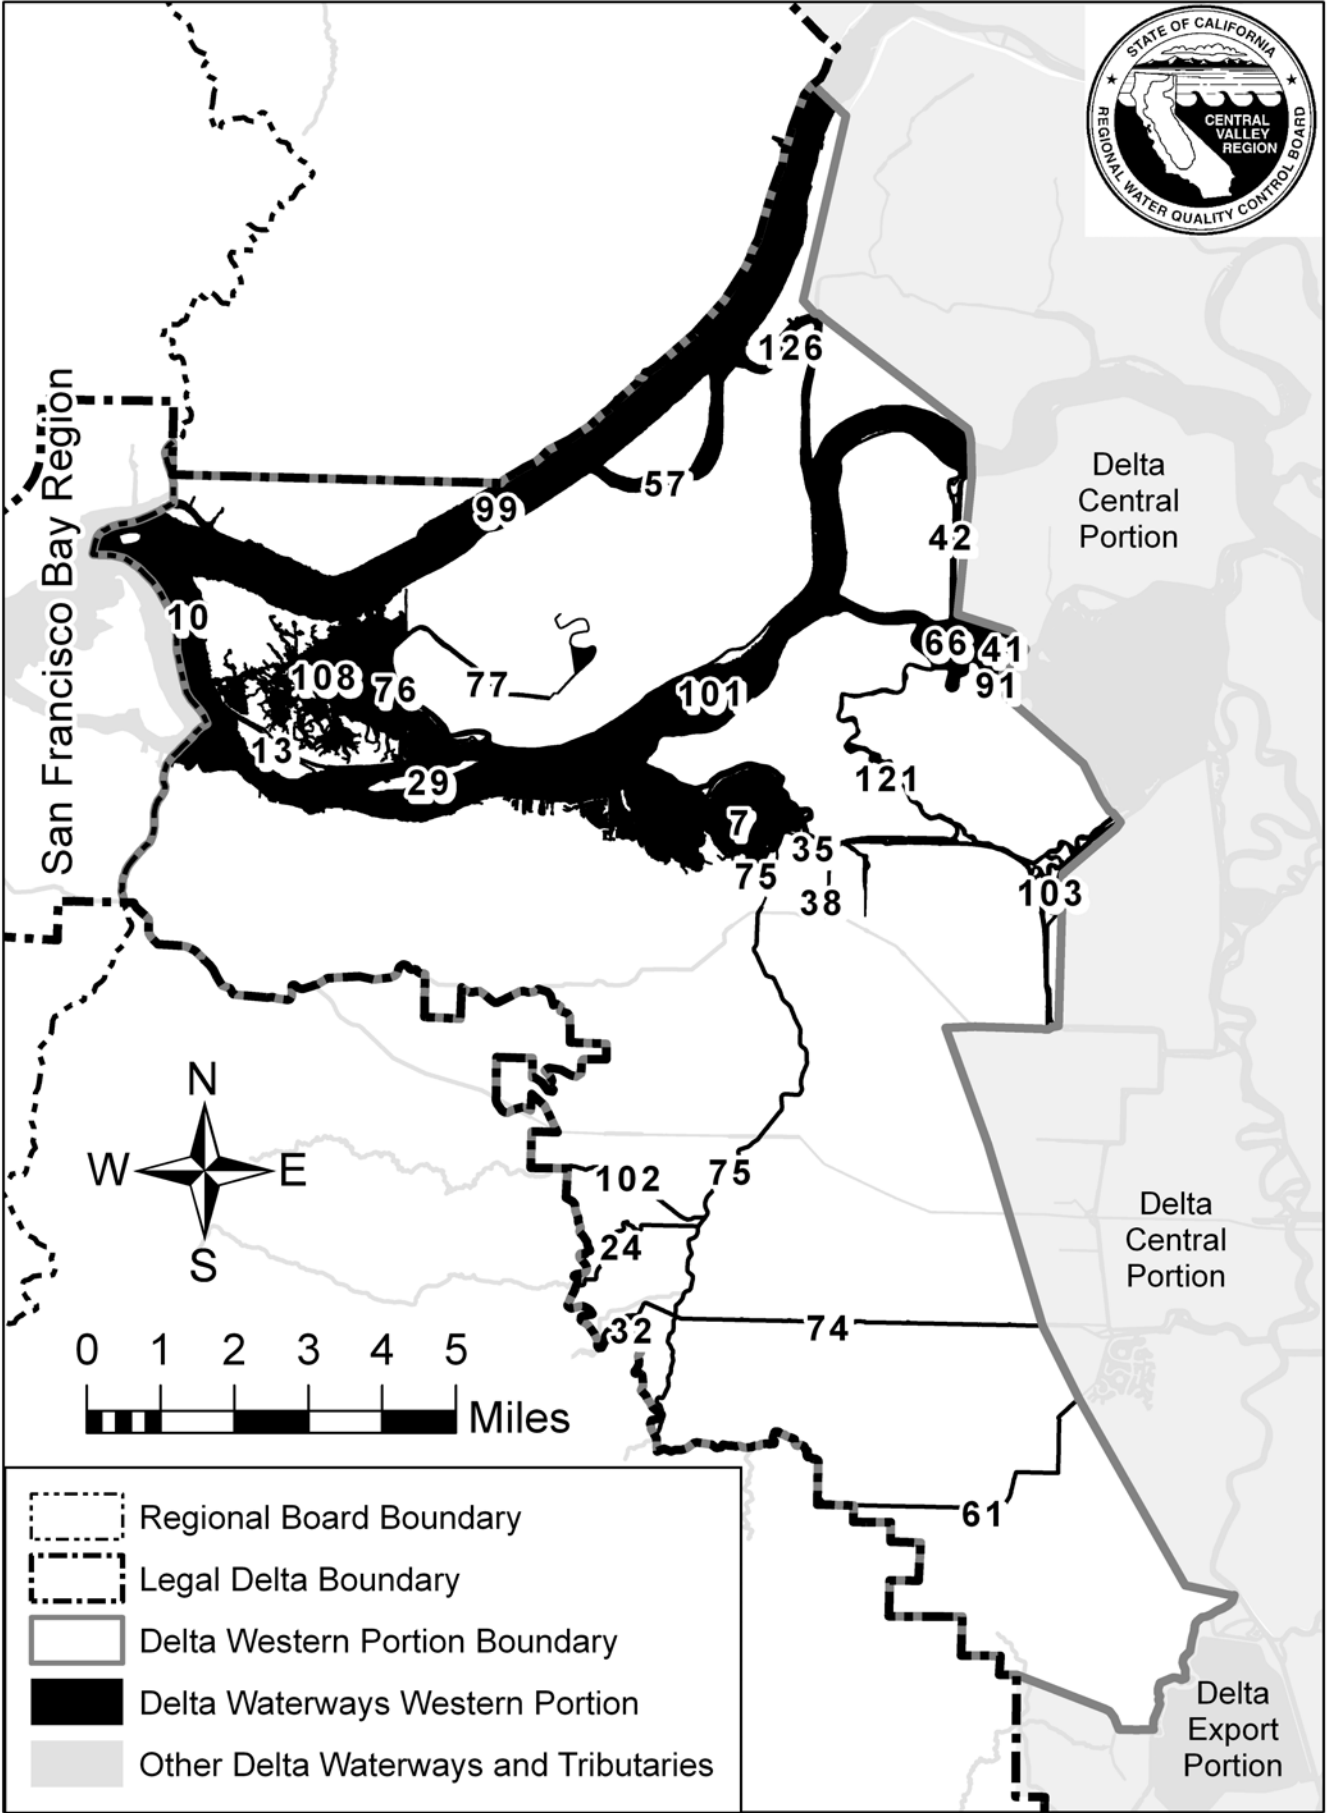 STATE OF CALIFORNIA
CENTRAL
VALLEY
REGION
REGIONAL WATER QUALITY CONTROL BOARD
San Francisco Bay Region
126
57
99
42
Delta
Central
Portion
10
66
41
108
76
77
101
91
13
29
121
7
35
75
38
103
N
W
E
S
102
75
24
Delta
Central
Portion
32
74
0
1
2
3
4
5
Miles
61
Regional Board Boundary
Legal Delta Boundary
Delta Western Portion Boundary
Delta Waterways Western Portion
Other Delta Waterways and Tributaries
Delta
Export
Portion